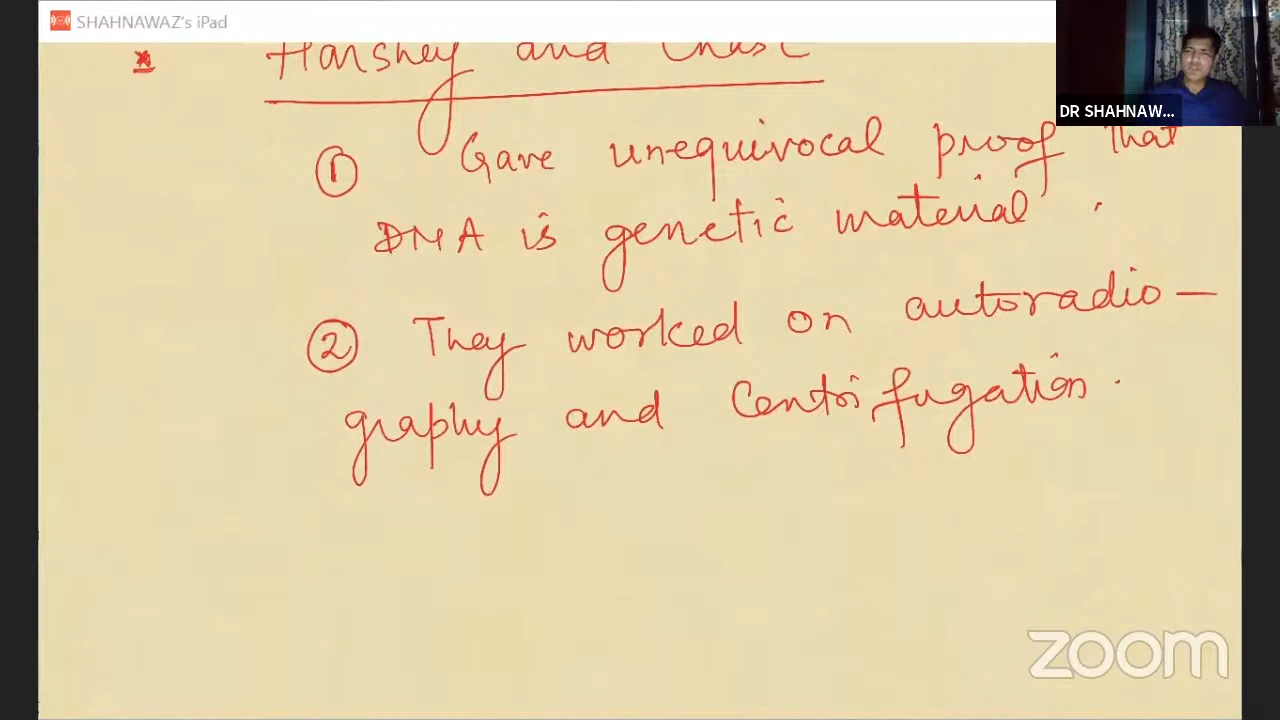 SHAHNAWAZ's iPad
DR SHAHNAW...
* Harshey and Chase
① Gave unequivocal proof that
DNA is genetic material .
② They worked on autoradio –
graphy and Centrifugation .
zoom